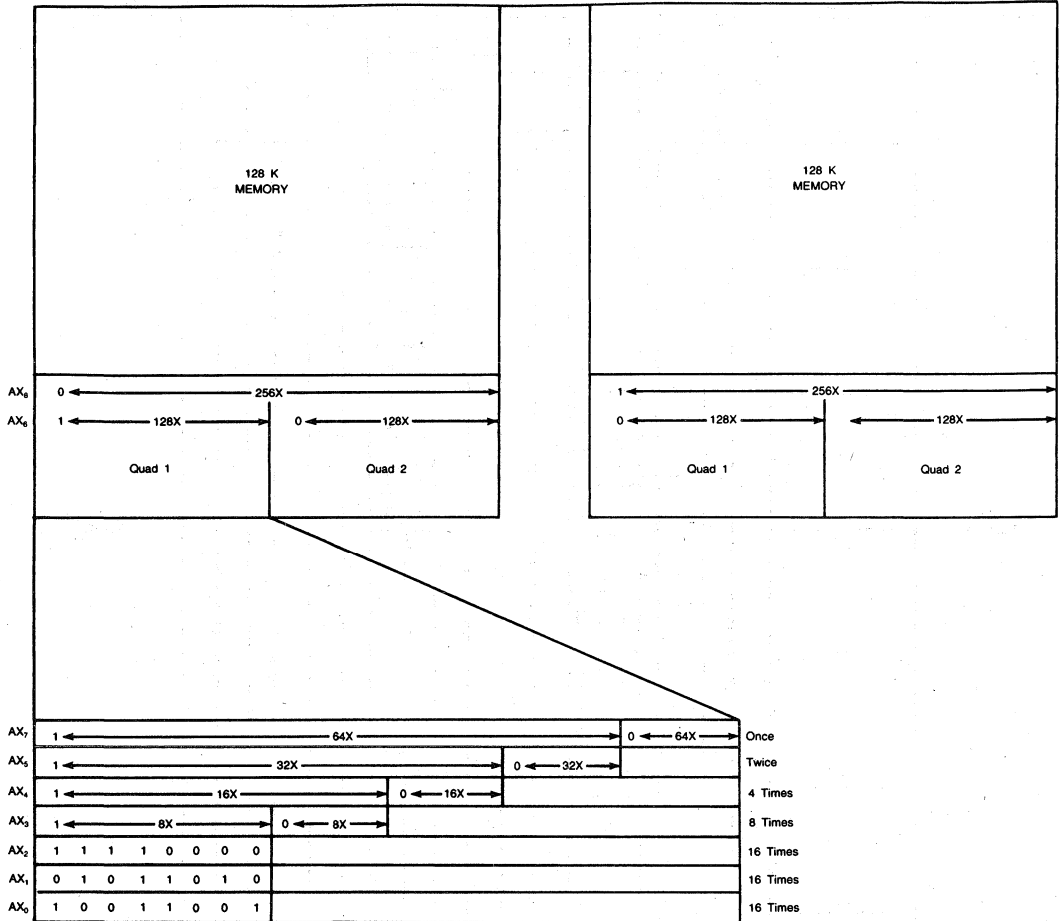 128 K
MEMORY
128 K
MEMORY
AX₆ 0 256X 1 256X
AX₆ 1 128X 0 128X 0 128X 128X
Quad 1 Quad 2 Quad 1 Quad 2
AX₇ 1 64X 0 64X Once
AX₅ 1 32X 0 32X Twice
AX₄ 1 16X 0 16X 4 Times
AX₃ 1 8X 0 8X 8 Times
AX₂ 1 1 1 1 0 0 0 0 16 Times
AX₁ 0 1 0 1 1 0 1 0 16 Times
AX₀ 1 0 0 1 1 0 0 1 16 Times